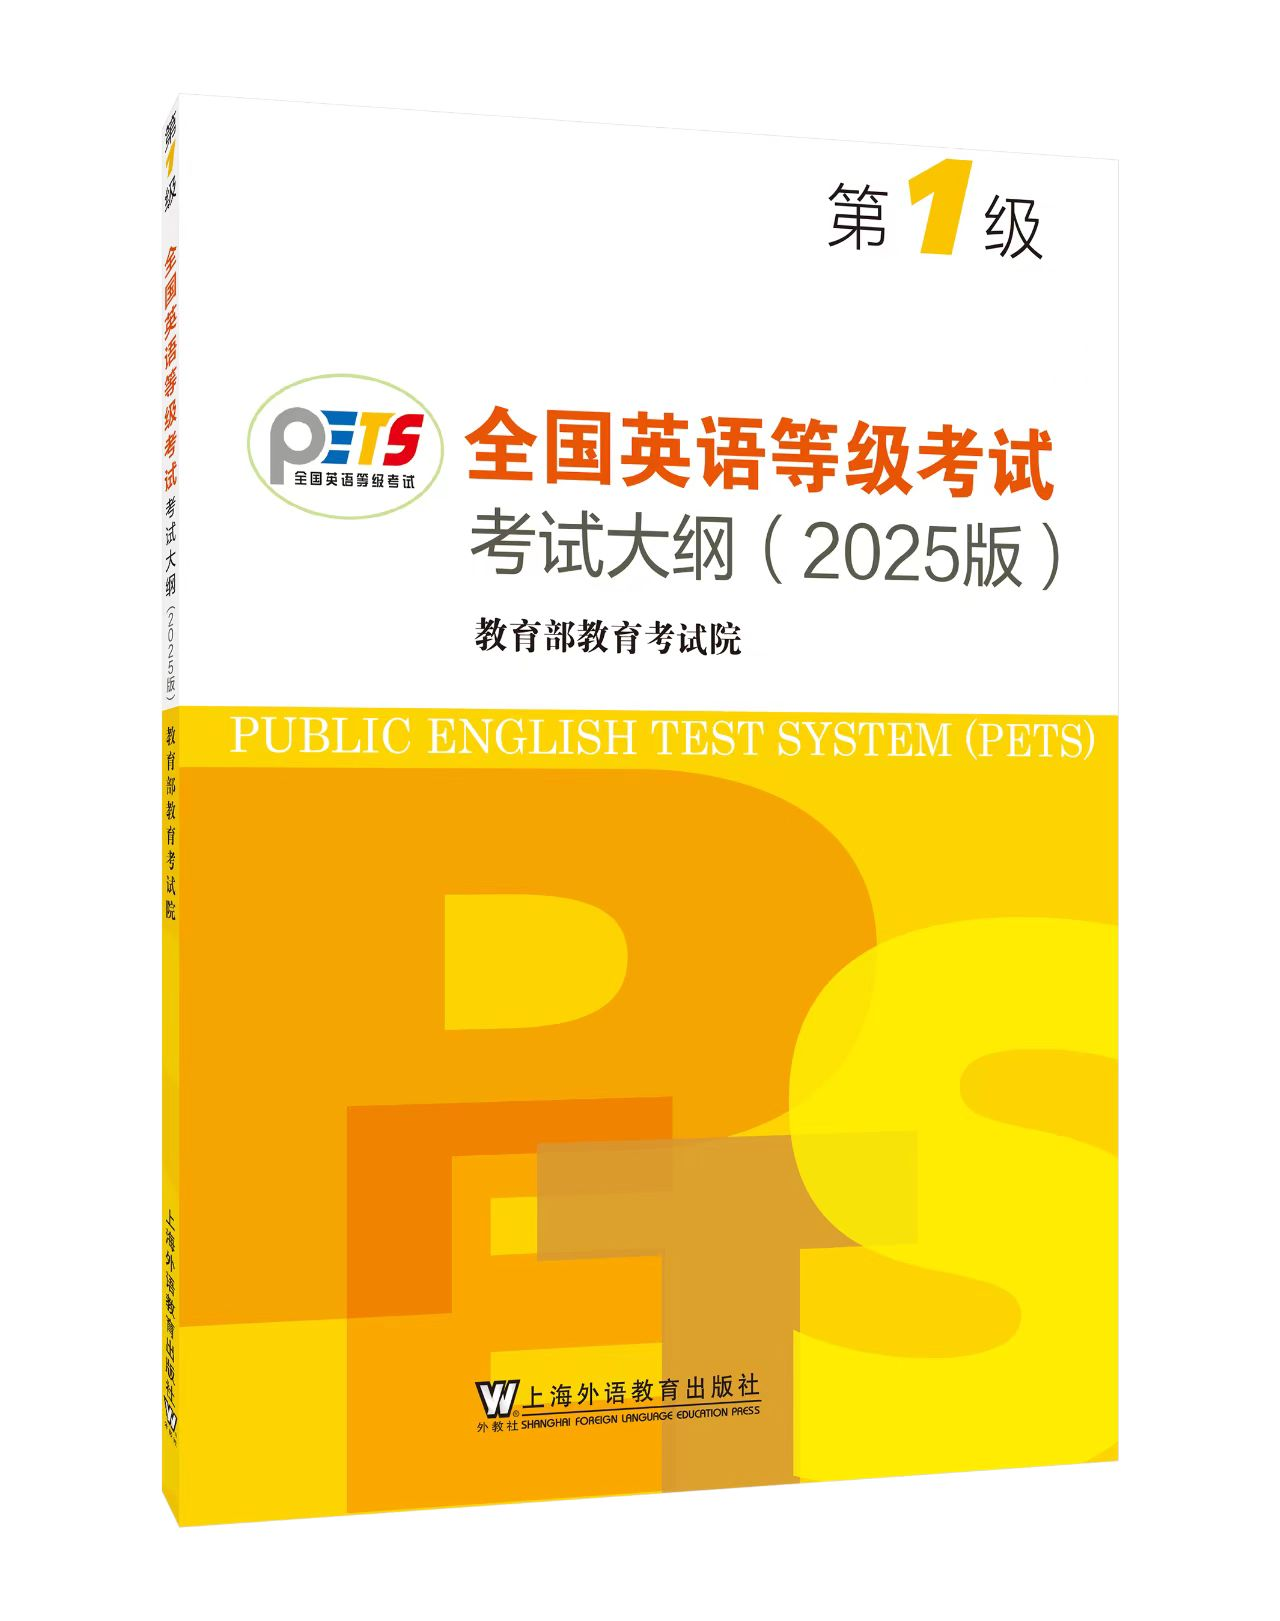 第1级
PETS
全国英语等级考试
全国英语等级考试
考试大纲（2025版）
教育部教育考试院
PUBLIC ENGLISH TEST SYSTEM (PETS)
PETS
W®
上海外语教育出版社
外教社 SHANGHAI FOREIGN LANGUAGE EDUCATION PRESS
第1级
全国英语等级考试 考试大纲（2025版）
教育部教育考试院
上海外语教育出版社
W
外教社